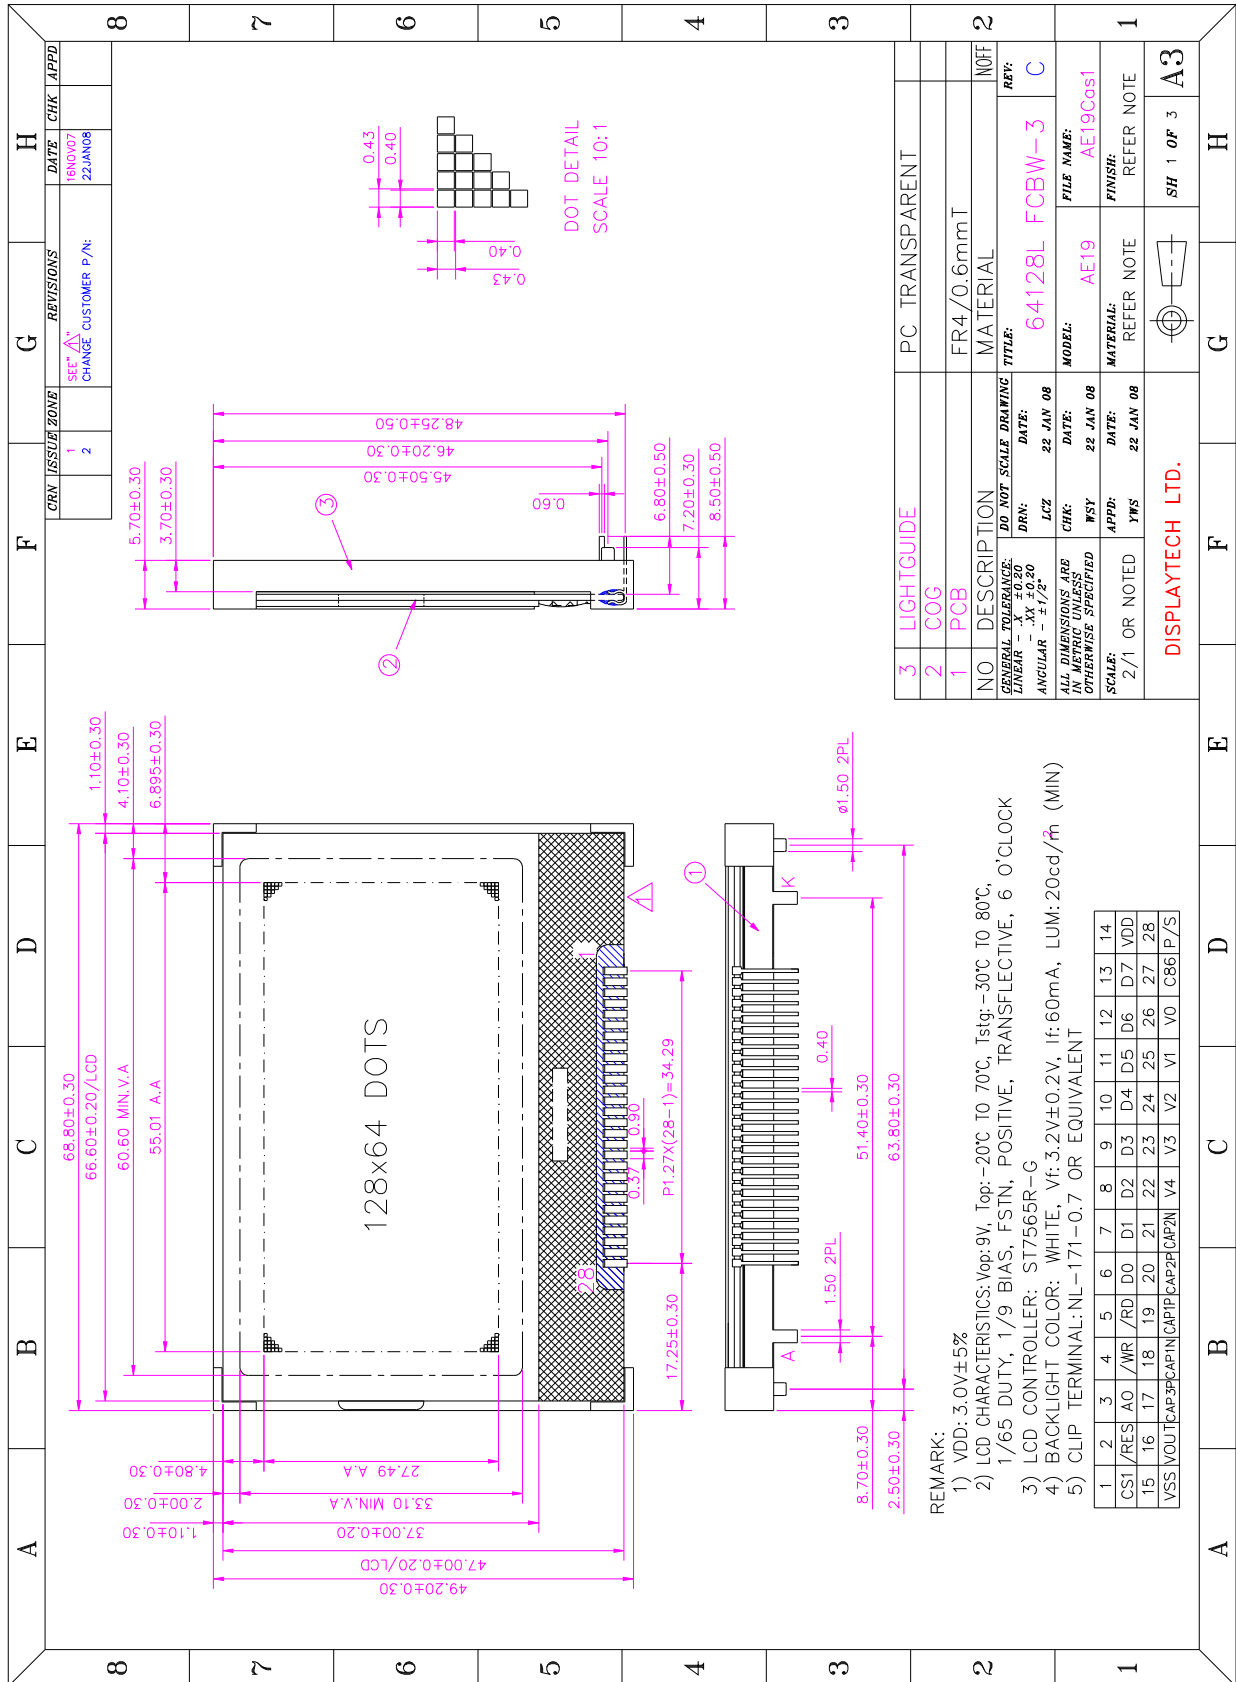 A B C D E F G H
8 7 6 5 4 3 2 1
CRN ISSUE ZONE REVISIONS DATE CHK APPD
1 SEE" 1 " 16NOV07
2 CHANGE CUSTOMER P/N: 22JAN08
68.80±0.30
66.60±0.20/LCD
60.60 MIN.V.A
55.01 A.A
1.10±0.30
4.10±0.30
6.895±0.30
4.80±0.30
2.00±0.30
1.10±0.30
27.49 A.A
33.10 MIN.V.A
37.00±0.20
47.00±0.20/LCD
49.20±0.30
128x64 DOTS
28
1
1
0.37
0.90
P1.27X(28-1)=34.29
17.25±0.30
5.70±0.30
3.70±0.30
3
2
45.50±0.30
46.20±0.30
48.25±0.50
0.60
6.80±0.50
7.20±0.30
8.50±0.50
0.43
0.40
0.40
0.43
DOT DETAIL
SCALE 10:1
1
A
K
1.50 2PL
0.40
ø1.50 2PL
51.40±0.30
63.80±0.30
8.70±0.30
2.50±0.30
REMARK:
1) VDD: 3.0V±5%
2) LCD CHARACTERISTICS: Vop: 9V, Top: -20℃ TO 70℃, Tstg: -30℃ TO 80℃,
1/65 DUTY, 1/9 BIAS, FSTN, POSITIVE, TRANSFLECTIVE, 6 O'CLOCK
3) LCD CONTROLLER: ST7565R-G
4) BACKLIGHT COLOR: WHITE, Vf: 3.2V±0.2V, If: 60mA, LUM: 20cd/m² (MIN)
5) CLIP TERMINAL: NL-171-0.7 OR EQUIVALENT
1 2 3 4 5 6 7 8 9 10 11 12 13 14
CS1 /RES A0 /WR /RD D0 D1 D2 D3 D4 D5 D6 D7 VDD
15 16 17 18 19 20 21 22 23 24 25 26 27 28
VSS VOUT CAP3P CAP1N CAP1P CAP2P CAP2N V4 V3 V2 V1 V0 C86 P/S
3 LIGHTGUIDE PC TRANSPARENT
2 COG
1 PCB FR4/0.6mmT
NO DESCRIPTION MATERIAL NOFF
GENERAL TOLERANCE:
LINEAR - .X ±0.20
- .XX ±0.20
ANGULAR - ±1/2°
ALL DIMENSIONS ARE
IN METRIC UNLESS
OTHERWISE SPECIFIED
SCALE:
2/1 OR NOTED
DO NOT SCALE DRAWING
DRN: DATE:
LCZ 22 JAN 08
CHK: DATE:
WSY 22 JAN 08
APPD: DATE:
YWS 22 JAN 08
TITLE:
64128L FCBW-3
REV:
C
MODEL:
AE19
FILE NAME:
AE19Cas1
MATERIAL:
REFER NOTE
FINISH:
REFER NOTE
DISPLAYTECH LTD.
SH 1 OF 3
A3
8 7 6 5 4 3 2 1
A B C D E F G H